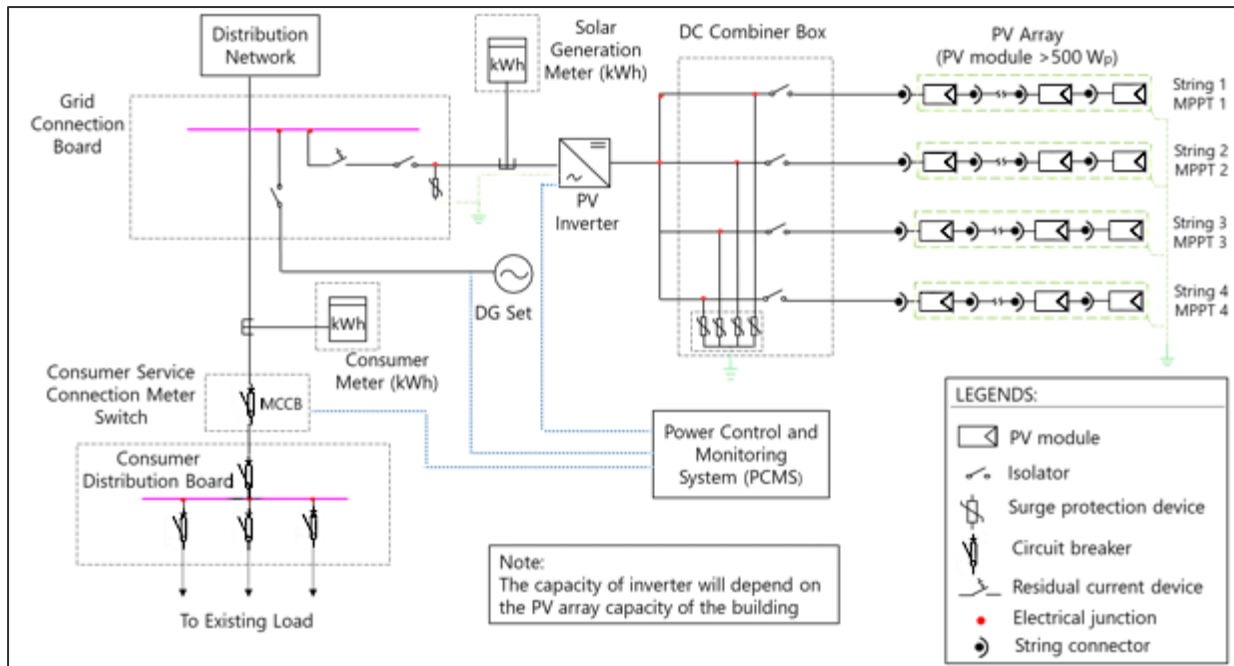 Distribution
Network
Solar
Generation
Meter (kWh)
kWh
DC Combiner Box
PV Array
(PV module >500 Wₚ)
Grid
Connection
Board
String 1
MPPT 1
String 2
MPPT 2
String 3
MPPT 3
String 4
MPPT 4
PV
Inverter
DG Set
kWh
Consumer
Meter (kWh)
Consumer Service
Connection Meter
Switch
MCCB
Consumer
Distribution Board
To Existing Load
Power Control and
Monitoring
System (PCMS)
Note:
The capacity of inverter will depend on
the PV array capacity of the building
LEGENDS:
PV module
Isolator
Surge protection device
Circuit breaker
Residual current device
Electrical junction
String connector